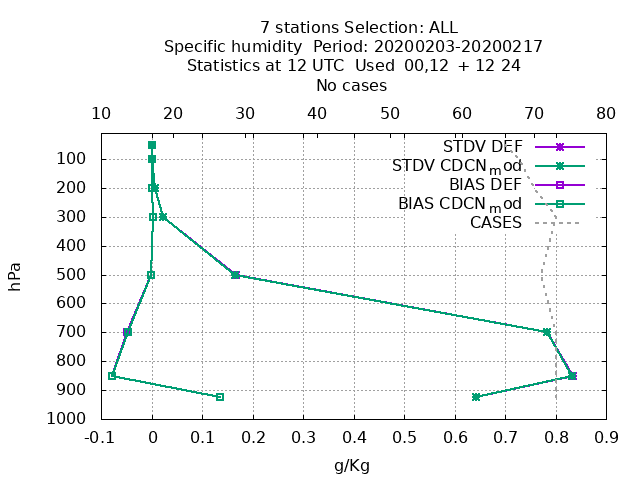 7 stations Selection: ALL
Specific humidity  Period: 20200203-20200217
Statistics at 12 UTC  Used  00,12  + 12 24
No cases
10 20 30 40 50 60 70 80
STDV DEF
STDV CDCNmod
BIAS DEF
BIAS CDCNmod
CASES
100
200
300
400
500
600
700
800
900
1000
hPa
-0.1 0 0.1 0.2 0.3 0.4 0.5 0.6 0.7 0.8 0.9
g/Kg